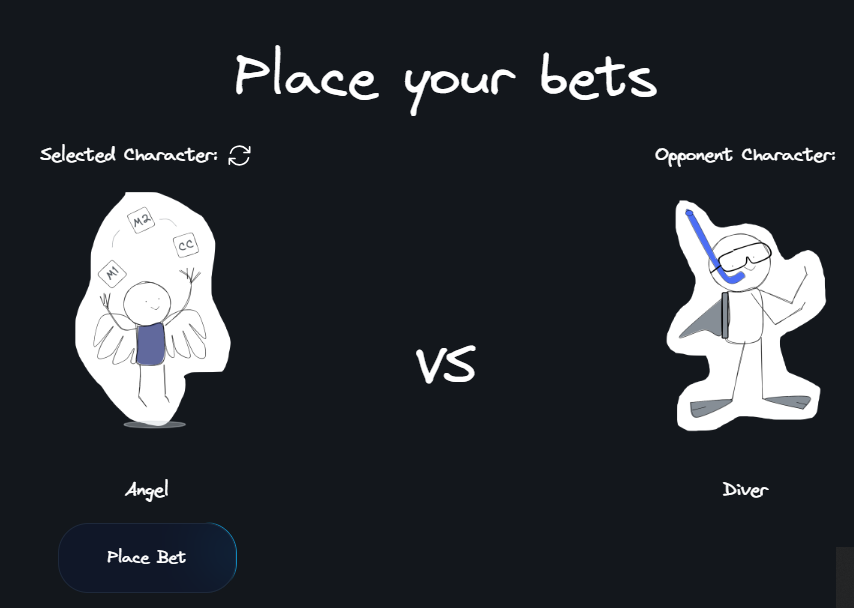 Place your bets
Selected Character:
Opponent Character:
M2
CC
M1
VS
Angel
Diver
Place Bet